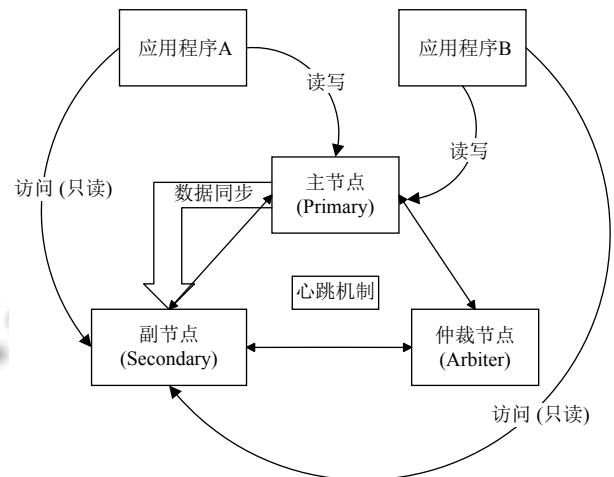 应用程序A
应用程序B
读写
读写
访问 (只读)
数据同步
主节点
(Primary)
心跳机制
副节点
(Secondary)
仲裁节点
(Arbiter)
访问 (只读)